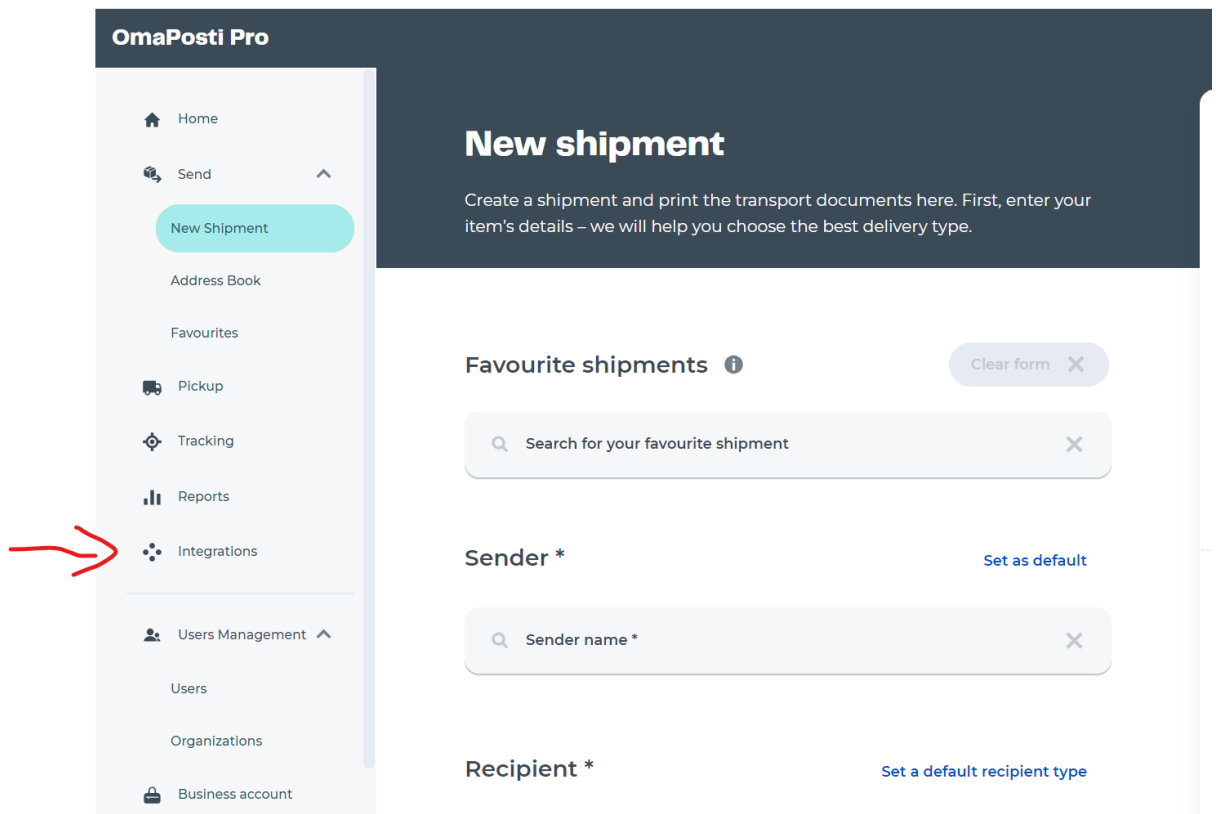 OmaPosti Pro
Home
Send
New Shipment
Address Book
Favourites
Pickup
Tracking
Reports
Integrations
Users Management
Users
Organizations
Business account
New shipment
Create a shipment and print the transport documents here. First, enter your
item's details – we will help you choose the best delivery type.
Favourite shipments
Clear form
Search for your favourite shipment
Sender *
Set as default
Sender name *
Recipient *
Set a default recipient type